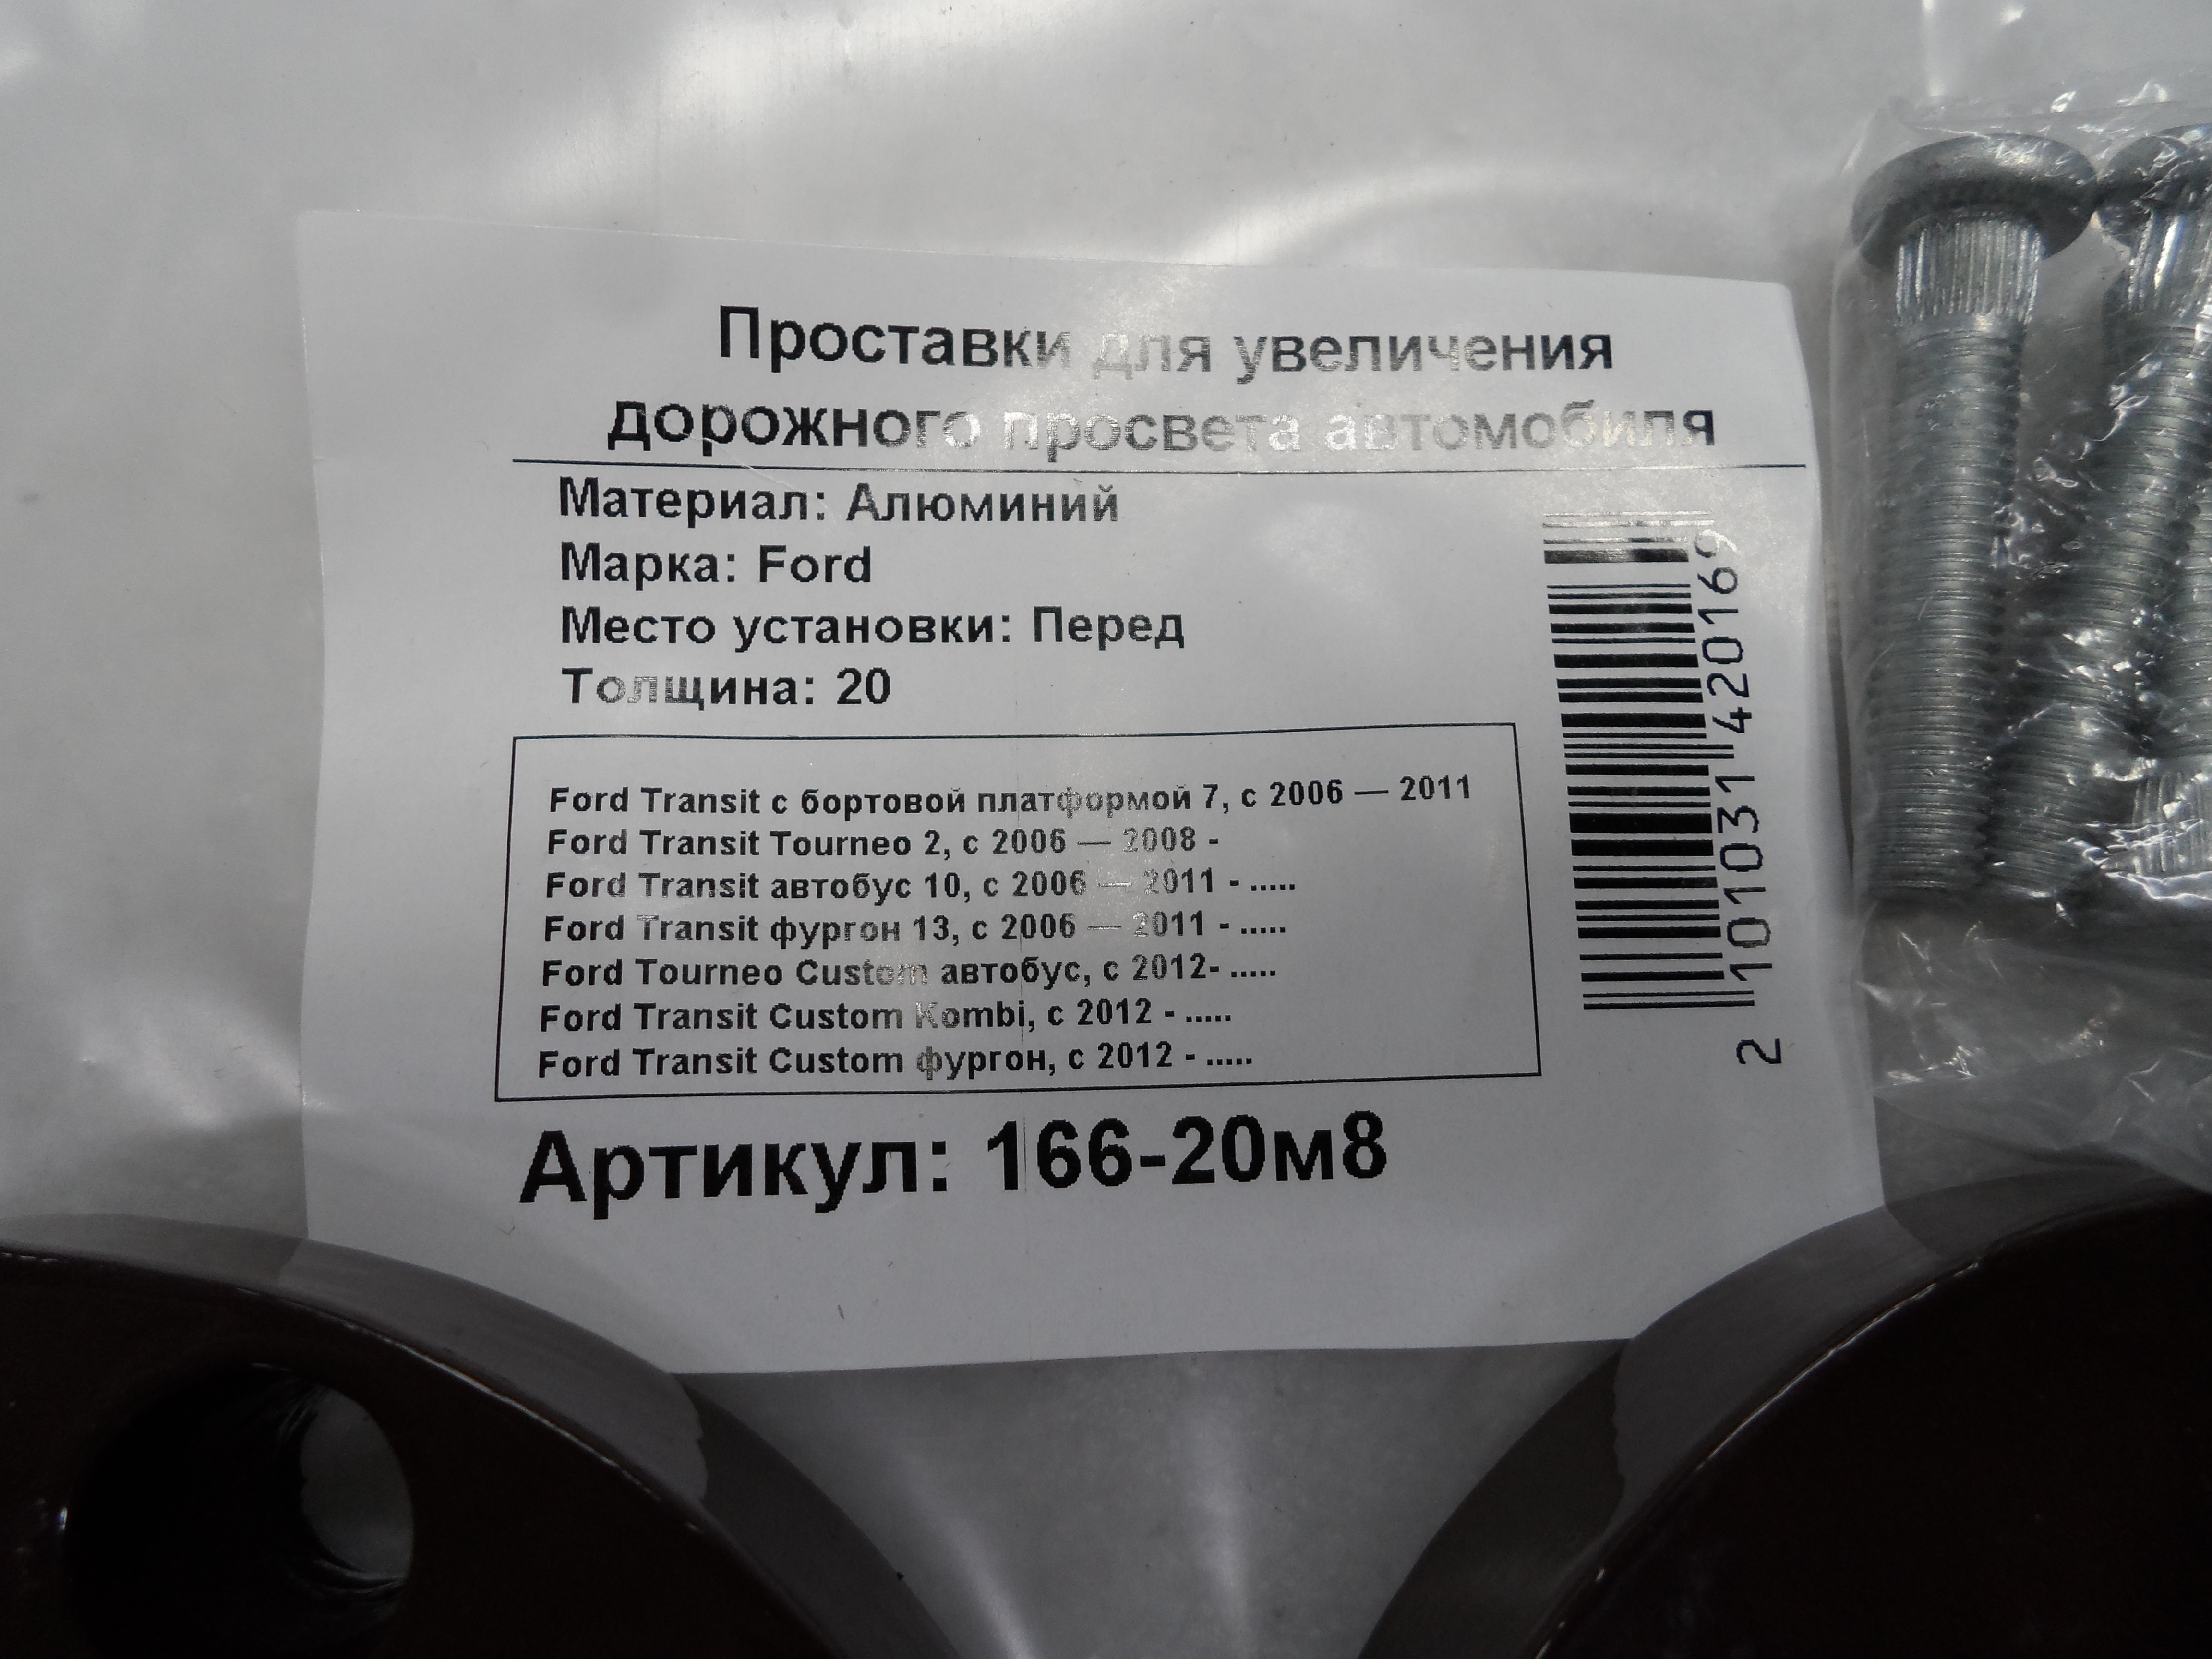 Проставки для увеличения
дорожного просвета автомобиля
Материал: Алюминий
Марка: Ford
Место установки: Перед
Толщина: 20
Ford Transit с бортовой платформой 7, с 2006 — 2011
Ford Transit Tourneo 2, с 2006 — 2008 -
Ford Transit автобус 10, с 2006 — 2011 - .....
Ford Transit фургон 13, с 2006 — 2011 - .....
Ford Tourneo Custom автобус, с 2012- .....
Ford Transit Custom Kombi, с 2012 - .....
Ford Transit Custom фургон, с 2012 - .....
Артикул: 166-20м8
2 101031 420169